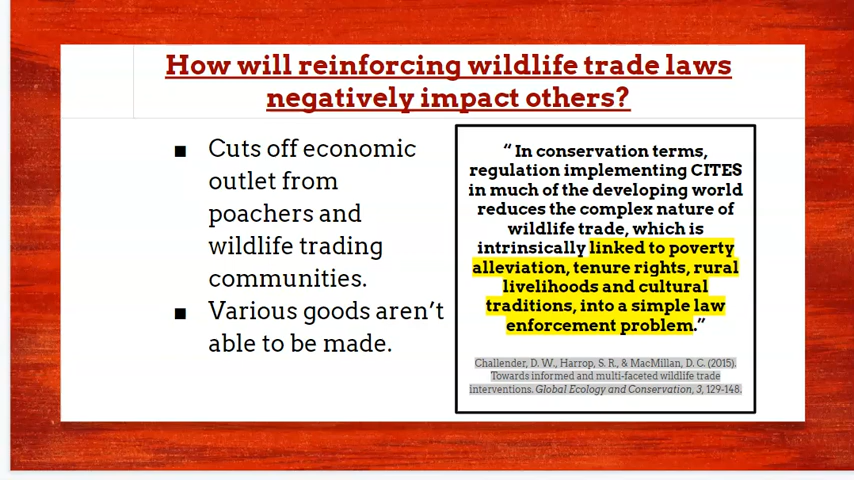 How will reinforcing wildlife trade laws
negatively impact others?
■ Cuts off economic
outlet from
poachers and
wildlife trading
communities.
■ Various goods aren't
able to be made.
“ In conservation terms,
regulation implementing CITES
in much of the developing world
reduces the complex nature of
wildlife trade, which is
intrinsically linked to poverty
alleviation, tenure rights, rural
livelihoods and cultural
traditions, into a simple law
enforcement problem.”
Challender, D. W., Harrop, S. R., & MacMillan, D. C. (2015).
Towards informed and multi-faceted wildlife trade
interventions. Global Ecology and Conservation, 3, 129-148.